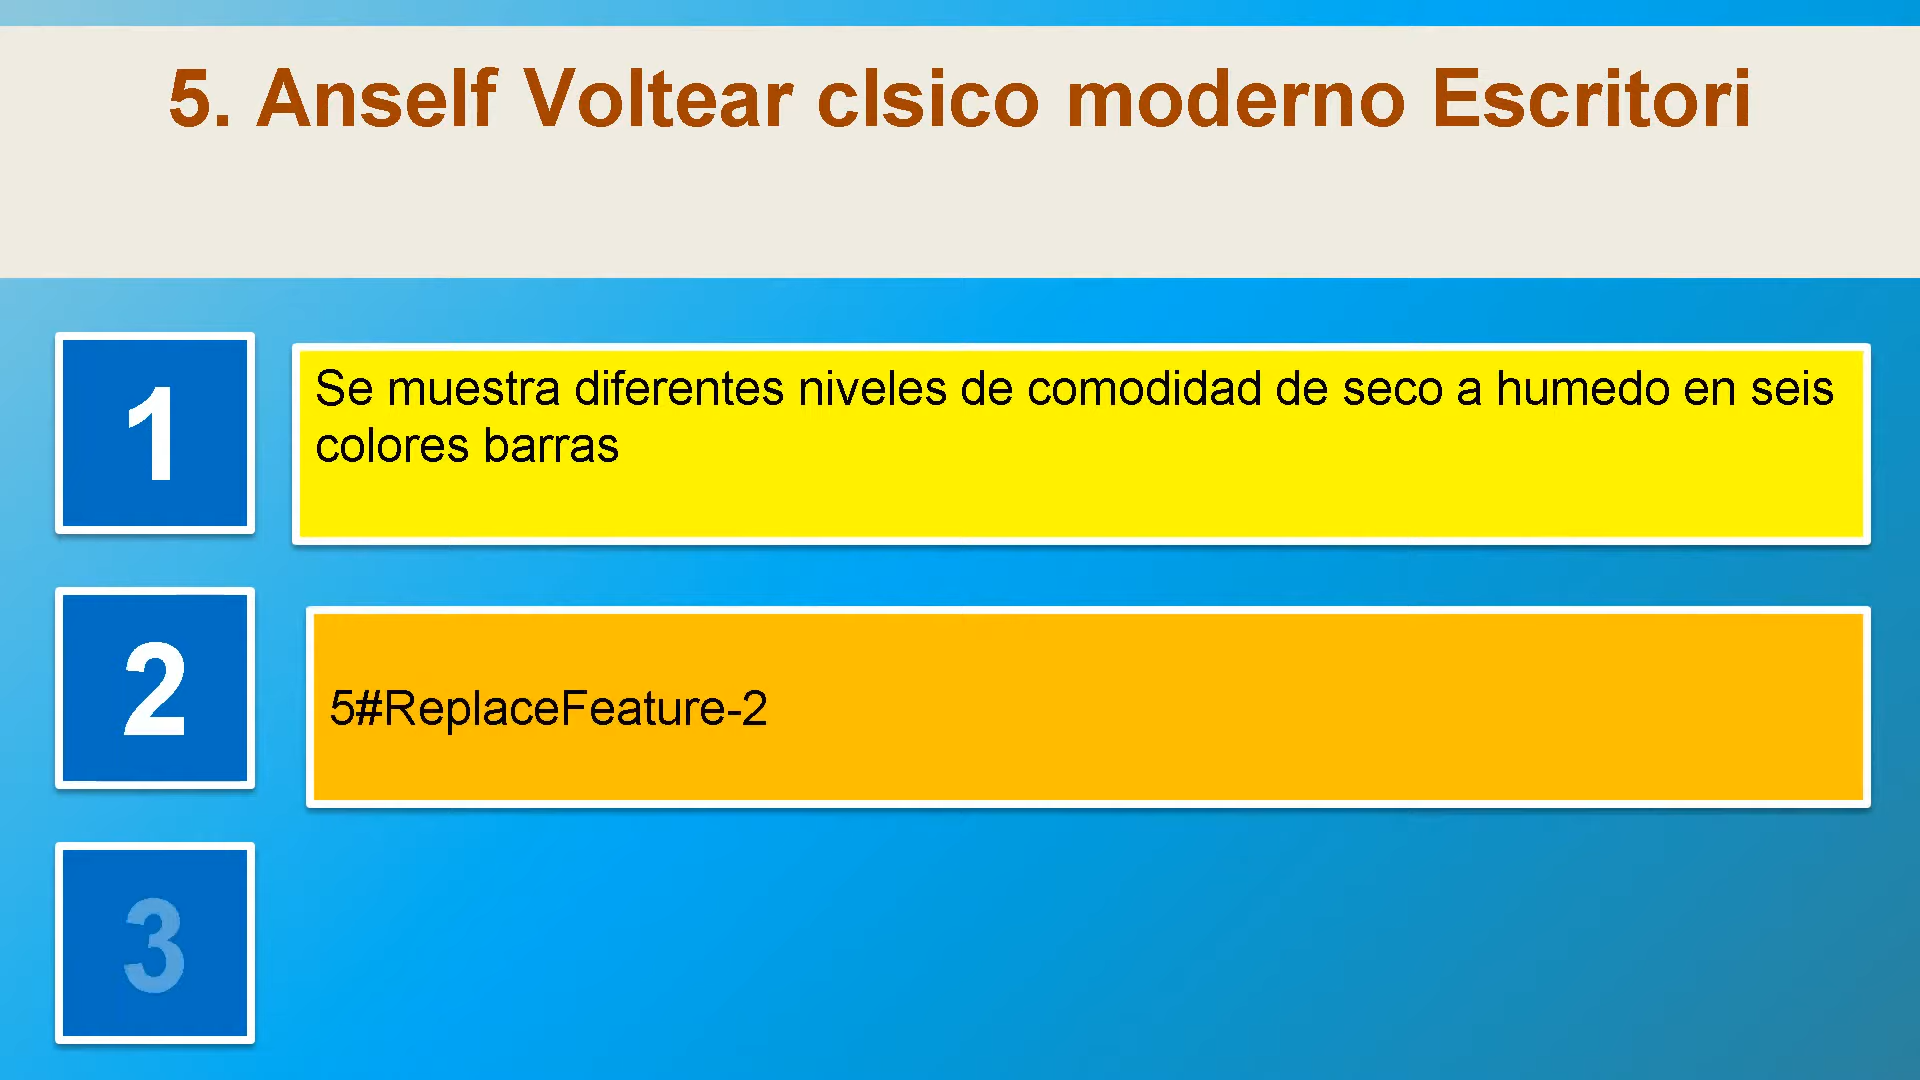 5. Anself Voltear clsico moderno Escritori
1
Se muestra diferentes niveles de comodidad de seco a humedo en seis
colores barras
2
5#ReplaceFeature-2
3